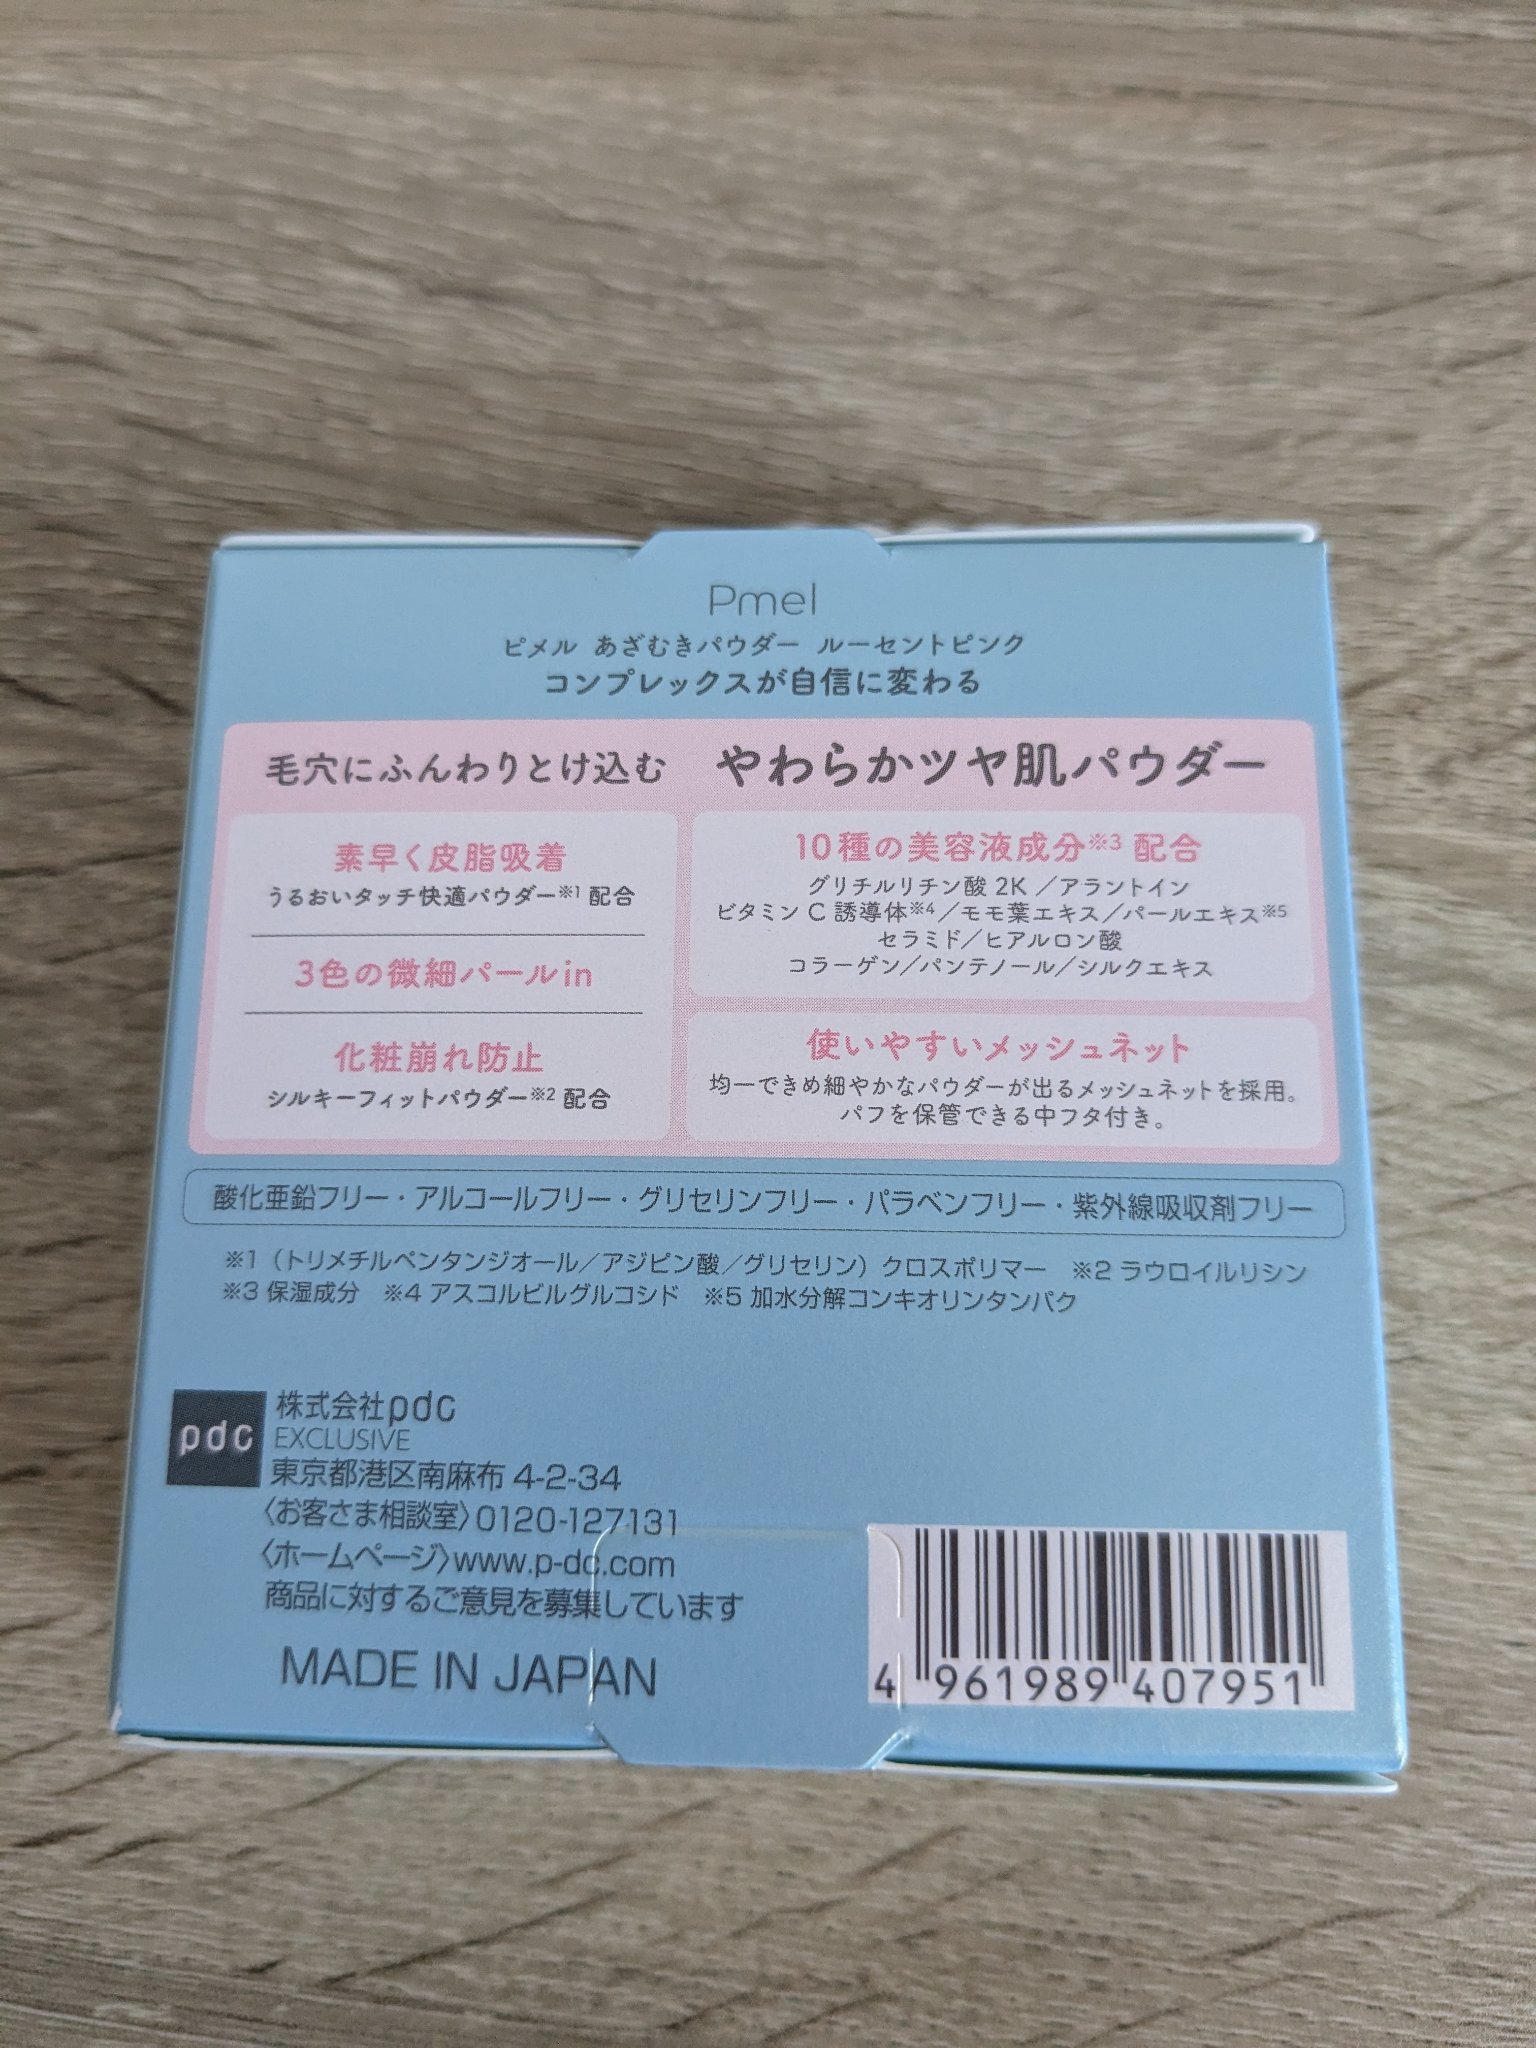 Pmel
ピメル あざむきパウダー ルーセントピンク
コンプレックスが自信に変わる
毛穴にふんわりとけ込む やわらかツヤ肌パウダー
素早く皮脂吸着
うるおいタッチ快適パウダー※1 配合
3色の微細パールin
化粧崩れ防止
シルキーフィットパウダー※2 配合
10種の美容液成分※3 配合
グリチルリチン酸 2K／アラントイン
ビタミン C 誘導体※4／モモ葉エキス／パールエキス※5
セラミド／ヒアルロン酸
コラーゲン／パンテノール／シルクエキス
使いやすいメッシュネット
均一できめ細やかなパウダーが出るメッシュネットを採用。
パフを保管できる中フタ付き。
酸化亜鉛フリー・アルコールフリー・グリセリンフリー・パラベンフリー・紫外線吸収剤フリー
※1（トリメチルペンタンジオール／アジピン酸／グリセリン）クロスポリマー ※2 ラウロイルリシン
※3 保湿成分 ※4 アスコルビルグルコシド ※5 加水分解コンキオリンタンパク
pdc 株式会社pdc
EXCLUSIVE
東京都港区南麻布 4-2-34
〈お客さま相談室〉0120-127131
〈ホームページ〉www.p-dc.com
商品に対するご意見を募集しています
MADE IN JAPAN
4 961989 407951